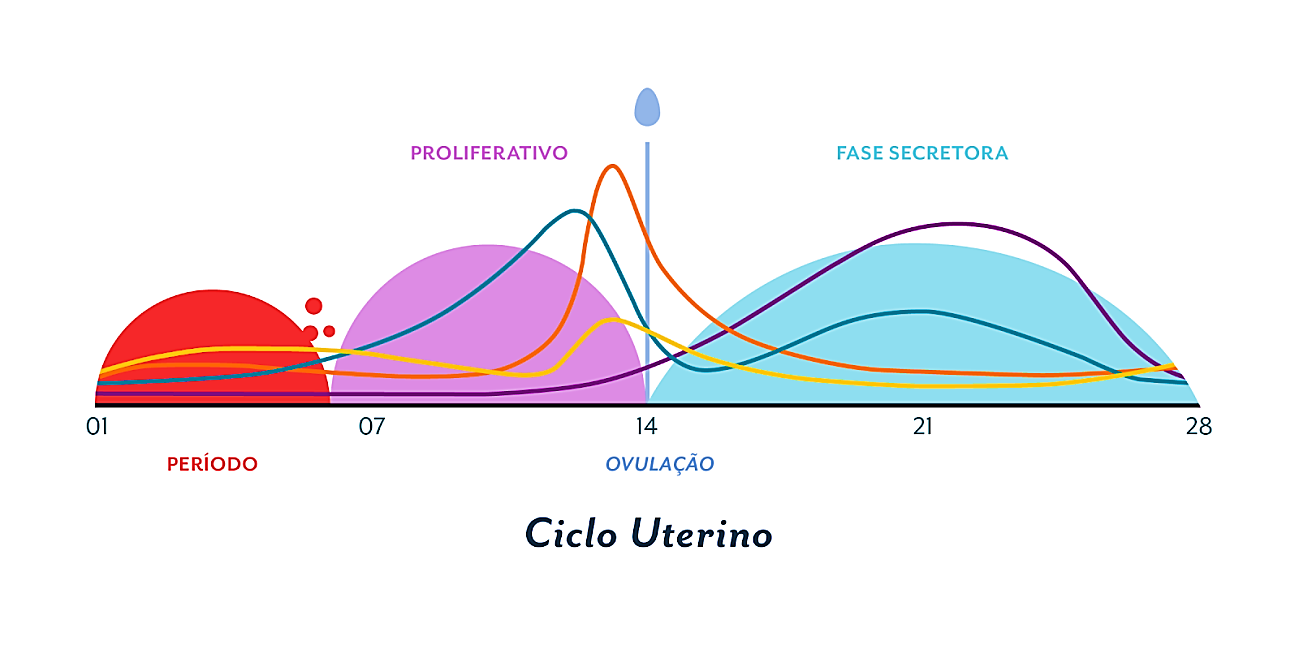 PROLIFERATIVO
FASE SECRETORA
01 07 14 21 28
PERÍODO
OVULAÇÃO
Ciclo Uterino